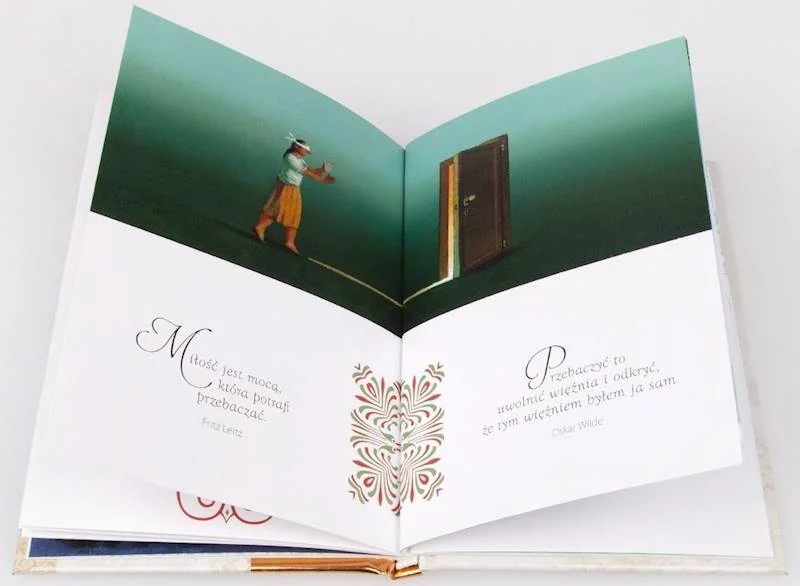 Miłość jest mocą,
która potrafi
przebaczać.
Fritz Leitz
Przebaczyć to
uwolnić więźnia i odkryć,
że tym więźniem byłem ja sam.
Oskar Wilde